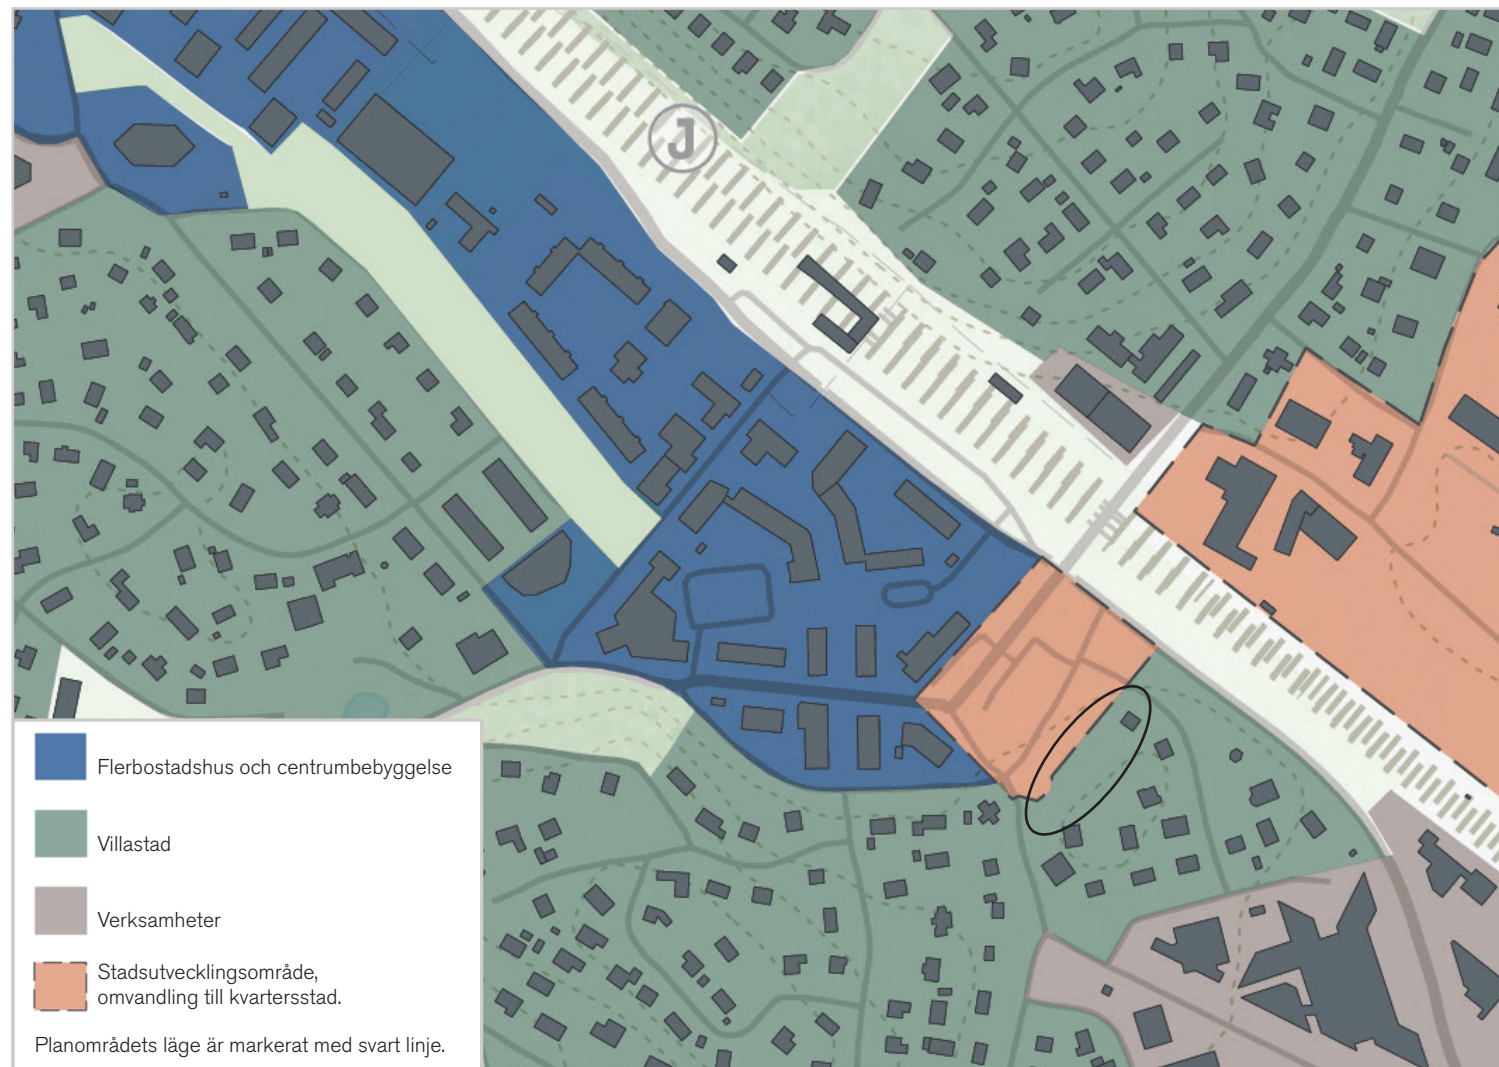 J
Flerbostadshus och centrumbebyggelse
Villastad
Verksamheter
Stadsutvecklingsområde,
omvandling till kvartersstad.
Planområdets läge är markerat med svart linje.